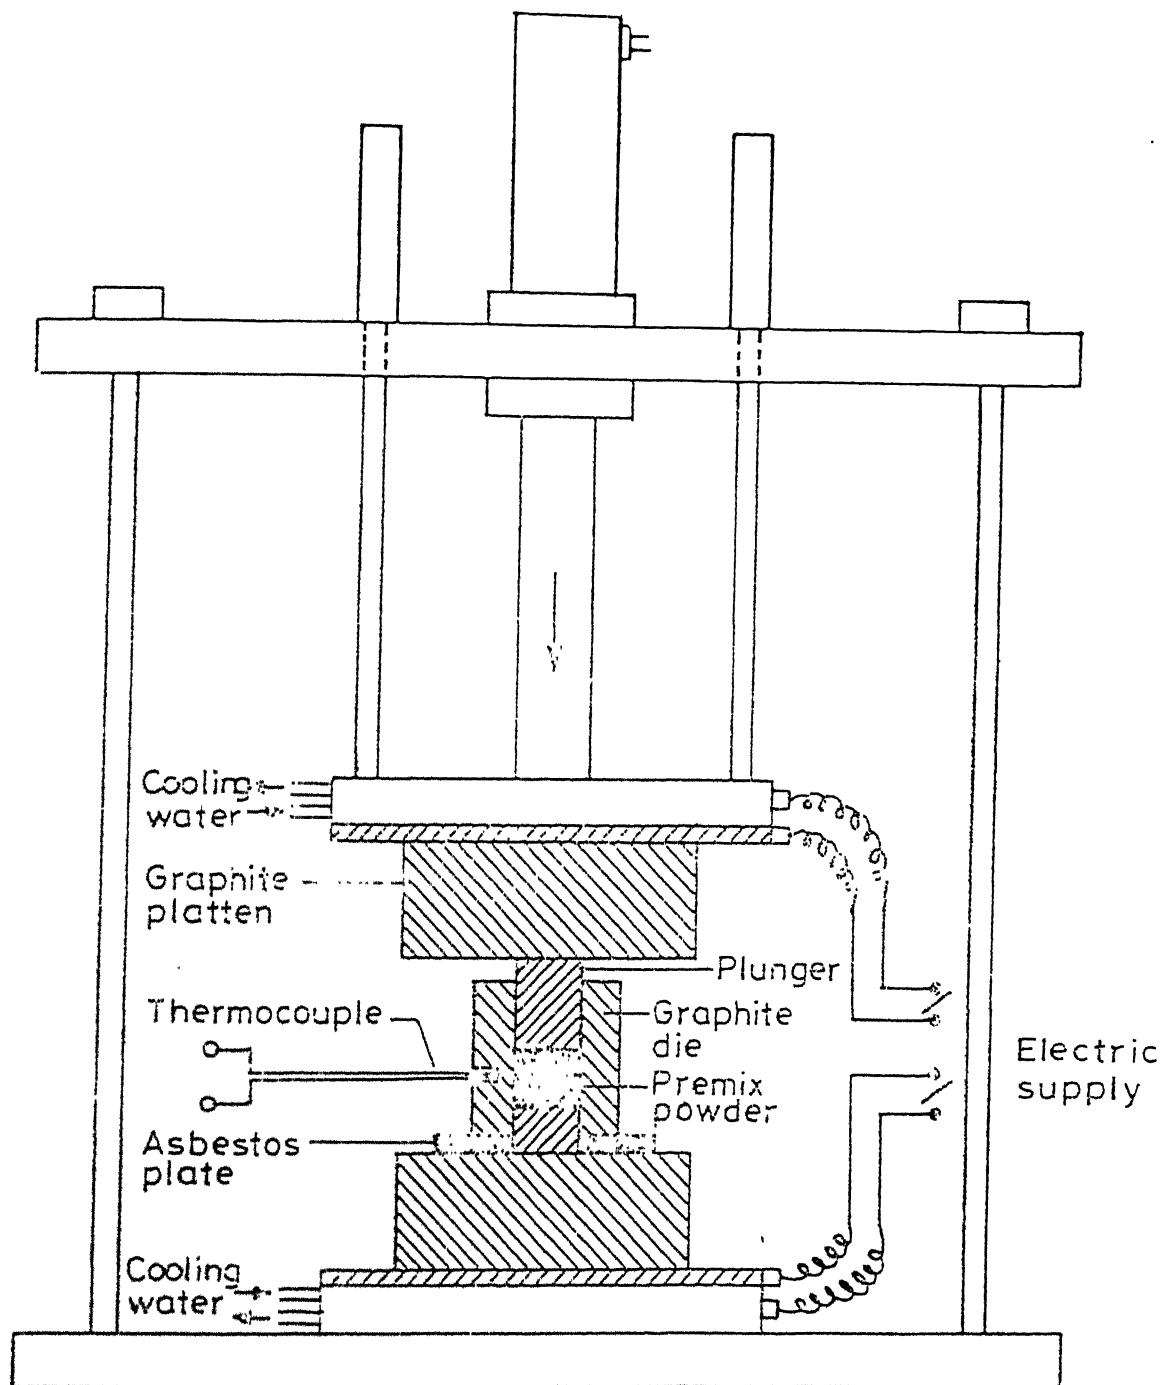 Cooling
water
Graphite
platten
Plunger
Thermocouple
Graphite
die
Electric
supply
Premix
powder
Asbestos
plate
Cooling
water